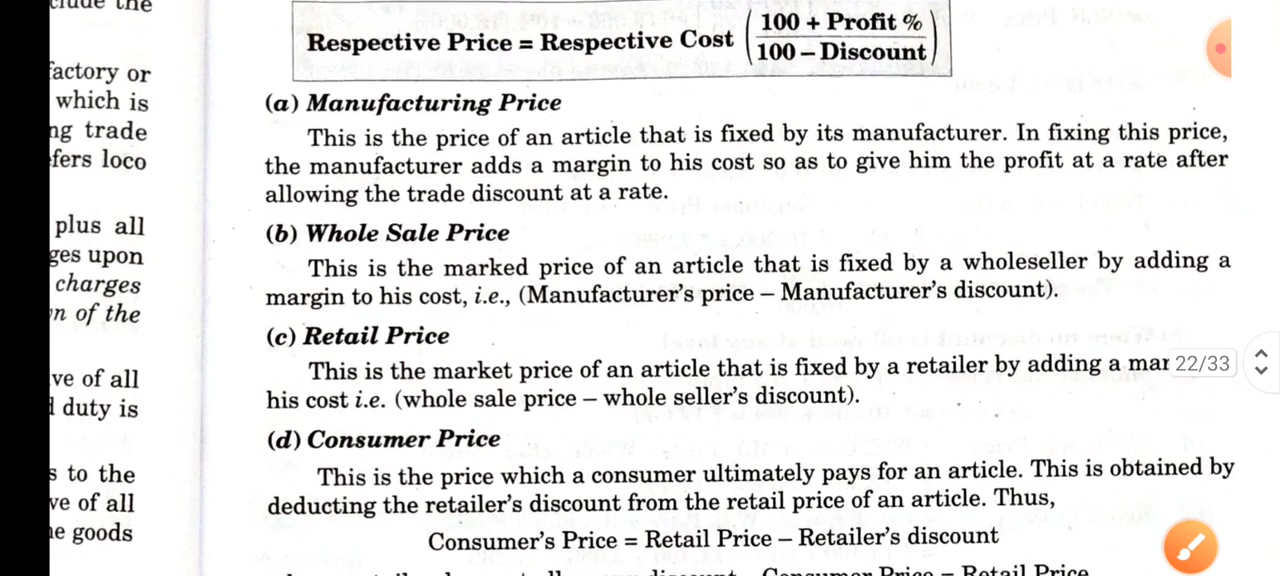 clude the
factory or
which is
ng trade
fers loco
plus all
ges upon
charges
n of the
ve of all
duty is
s to the
ve of all
he goods
Respective Price = Respective Cost (100 + Profit % / 100 – Discount)
(a) Manufacturing Price
This is the price of an article that is fixed by its manufacturer. In fixing this price,
the manufacturer adds a margin to his cost so as to give him the profit at a rate after
allowing the trade discount at a rate.
(b) Whole Sale Price
This is the marked price of an article that is fixed by a wholeseller by adding a
margin to his cost, i.e., (Manufacturer's price – Manufacturer's discount).
(c) Retail Price
This is the market price of an article that is fixed by a retailer by adding a mar
22/33
his cost i.e. (whole sale price – whole seller's discount).
(d) Consumer Price
This is the price which a consumer ultimately pays for an article. This is obtained by
deducting the retailer's discount from the retail price of an article. Thus,
Consumer's Price = Retail Price – Retailer's discount
Consumer Price = Retail Price